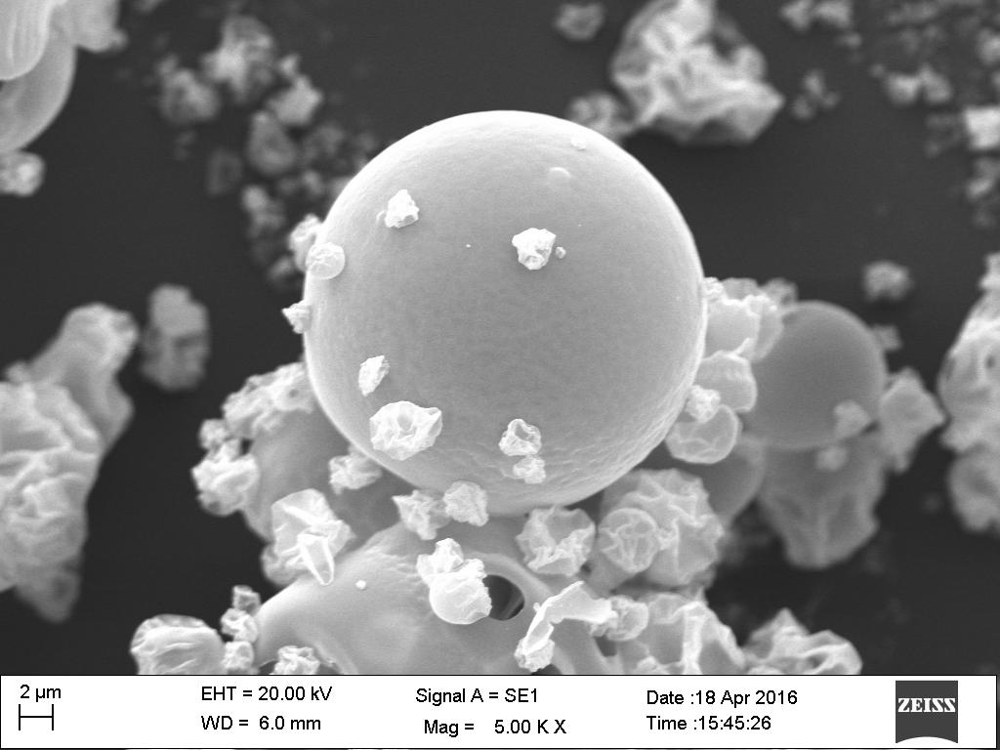 2 µm
EHT = 20.00 kV
WD = 6.0 mm
Signal A = SE1
Mag = 5.00 K X
Date :18 Apr 2016
Time :15:45:26
ZEISS